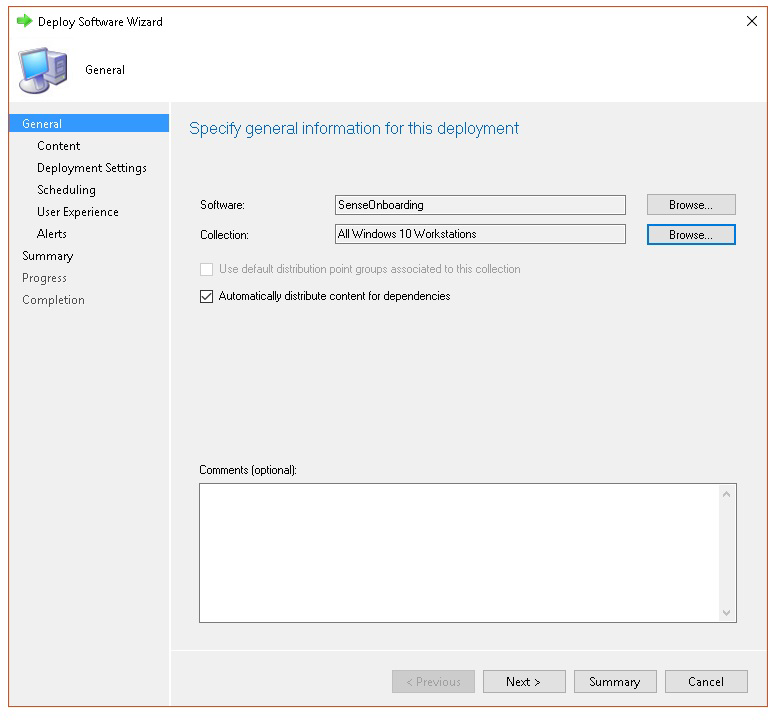 Deploy Software Wizard
General
General
Content
Deployment Settings
Scheduling
User Experience
Alerts
Summary
Progress
Completion
Specify general information for this deployment
Software: SenseOnboarding Browse...
Collection: All Windows 10 Workstations Browse...
Use default distribution point groups associated to this collection
Automatically distribute content for dependencies
Comments (optional):
< Previous Next > Summary Cancel